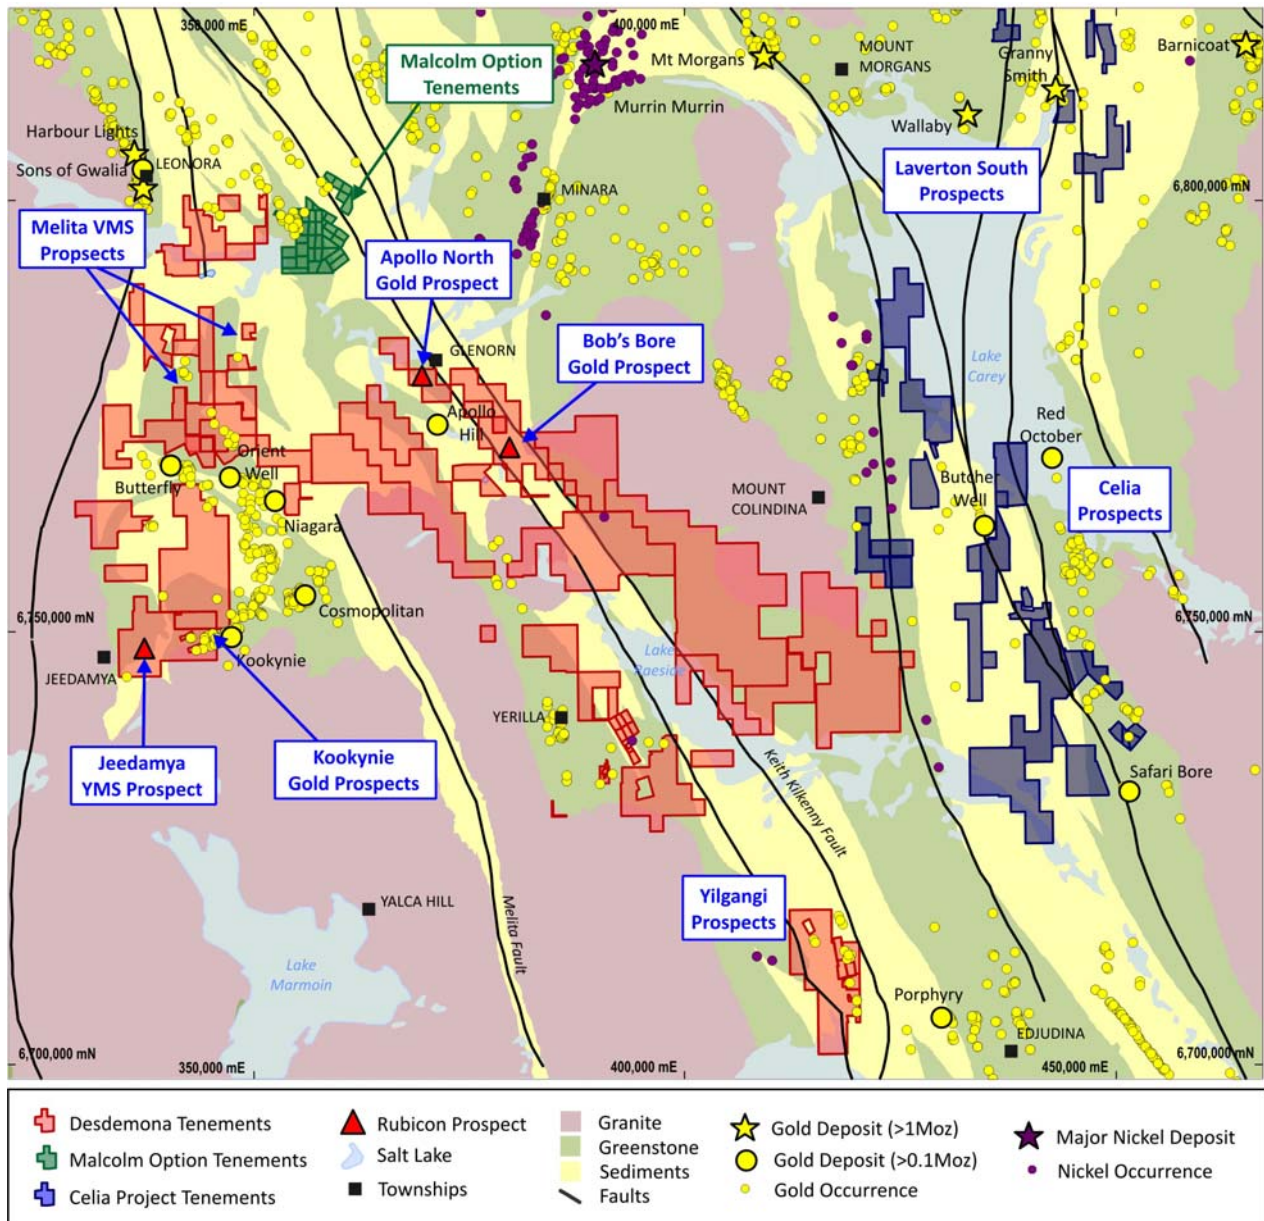 350,000 mE
400,000 mE
Malcolm Option
Tenements
Mt Morgans
MOUNT
MORGANS
Granny
Smith
Barnicoat
Murrin Murrin
Wallaby
Harbour Lights
LEONORA
Sons of Gwalia
MINARA
Laverton South
Prospects
6,800,000 mN
Melita VMS
Propsects
Apollo North
Gold Prospect
Bob's Bore
Gold Prospect
GLENORN
Lake
Carey
Apollo
Hill
Red
October
Orient
Well
Butterfly
Niagara
MOUNT
COLINDINA
Butcher
Well
Celia
Prospects
Cosmopolitan
6,750,000 mN
6,750,000 mN
Kookynie
JEEDAMYA
Lake
Raeside
YERILLA
Jeedamya
YMS Prospect
Kookynie
Gold Prospects
Keith Kilkenny Fault
Safari Bore
Yilgangi
Prospects
YALCA HILL
Melita Fault
Lake
Marmoin
Porphyry
EDJUDINA
6,700,000 mN
350,000 mE
400,000 mE
450,000 mE
6,700,000 mN
Desdemona Tenements
Malcolm Option Tenements
Celia Project Tenements
Rubicon Prospect
Salt Lake
Townships
Granite
Greenstone
Sediments
Faults
Gold Deposit (>1Moz)
Gold Deposit (>0.1Moz)
Gold Occurrence
Major Nickel Deposit
Nickel Occurrence